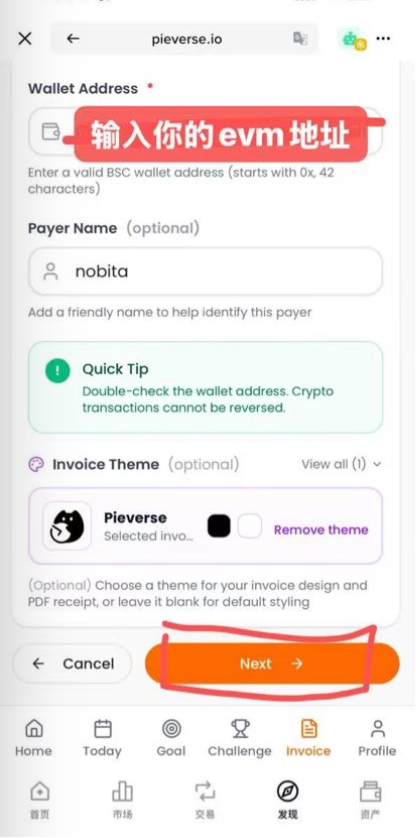 pieverse.io
Wallet Address *
输入你的 evm 地址
Enter a valid BSC wallet address (starts with 0x, 42
characters)
Payer Name (optional)
nobita
Add a friendly name to help identify this payer
Quick Tip
Double-check the wallet address. Crypto
transactions cannot be reversed.
Invoice Theme (optional) View all (1)
Pieverse
Selected invo...
Remove theme
(Optional) Choose a theme for your invoice design and
PDF receipt, or leave it blank for default styling
← Cancel Next →
Home Today Goal Challenge Invoice Profile
首页 市场 交易 发现 资产